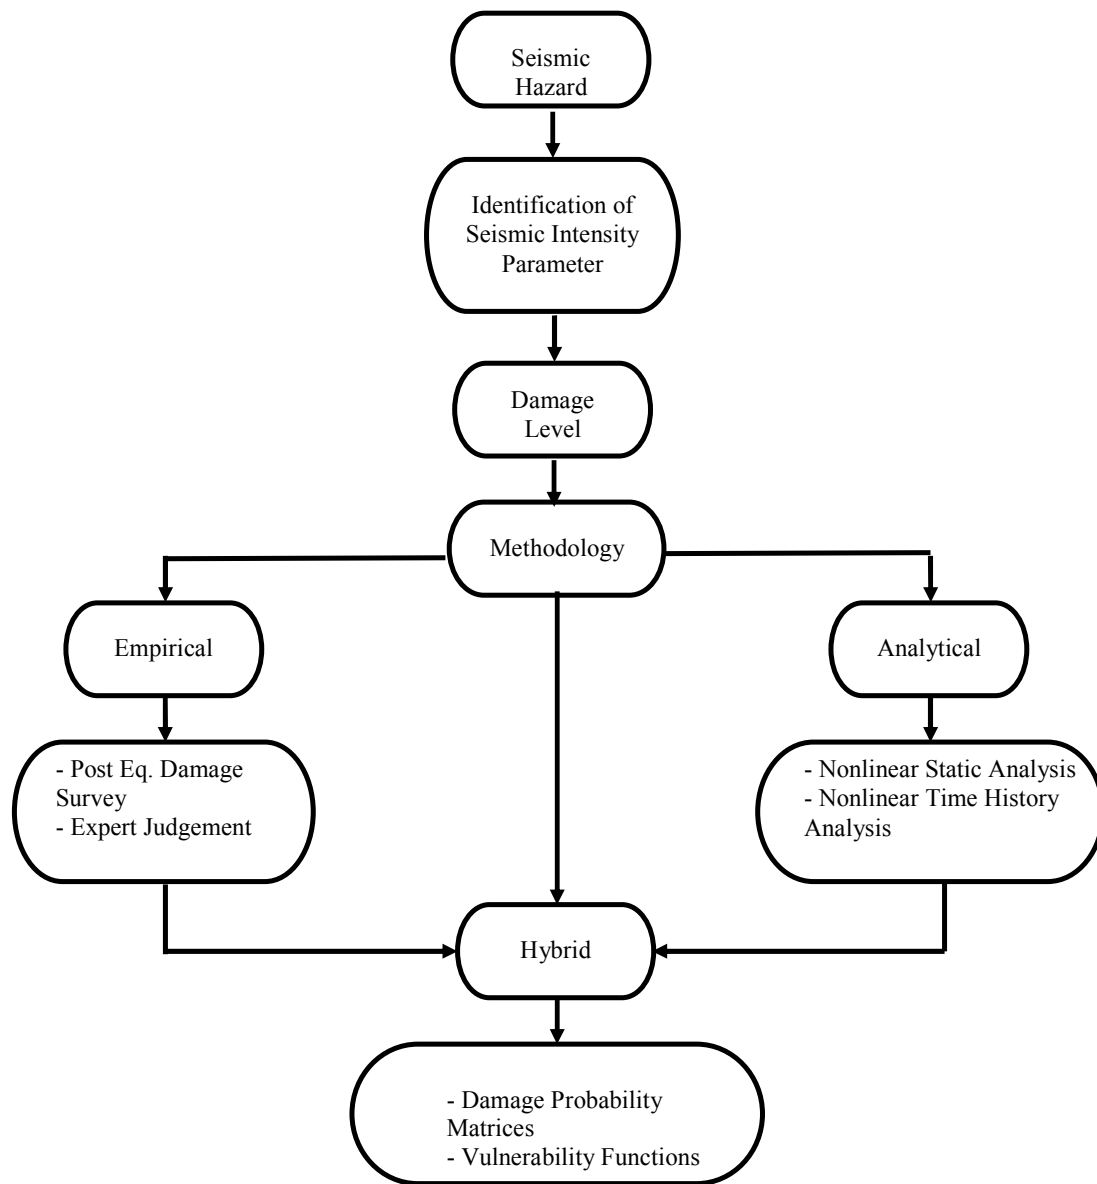 Seismic
Hazard
Identification of
Seismic Intensity
Parameter
Damage
Level
Methodology
Empirical
Analytical
- Post Eq. Damage
Survey
- Expert Judgement
- Nonlinear Static Analysis
- Nonlinear Time History
Analysis
Hybrid
- Damage Probability
Matrices
- Vulnerability Functions